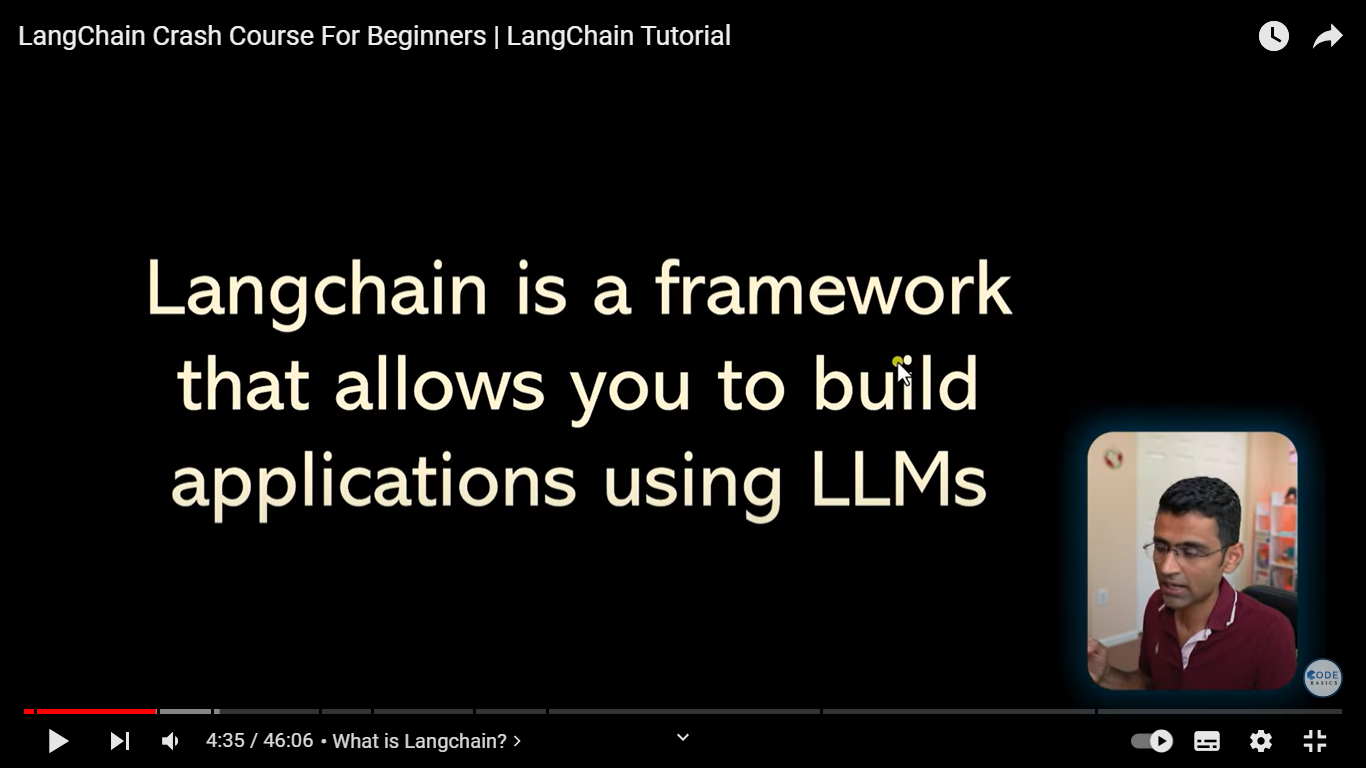 LangChain Crash Course For Beginners | LangChain Tutorial
Langchain is a framework
that allows you to build
applications using LLMs
CODE
BASICS
4:35 / 46:06 • What is Langchain? >